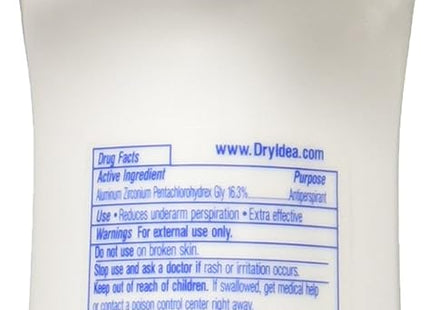 www.DryIdea.com
Drug Facts
Active Ingredient Purpose
Aluminum Zirconium Pentachlorohydrex Gly 16.3%....................Antiperspirant
Use • Reduces underarm perspiration • Extra effective
Warnings For external use only.
Do not use on broken skin.
Stop use and ask a doctor if rash or irritation occurs.
Keep out of reach of children. If swallowed, get medical help
or contact a poison control center right away.